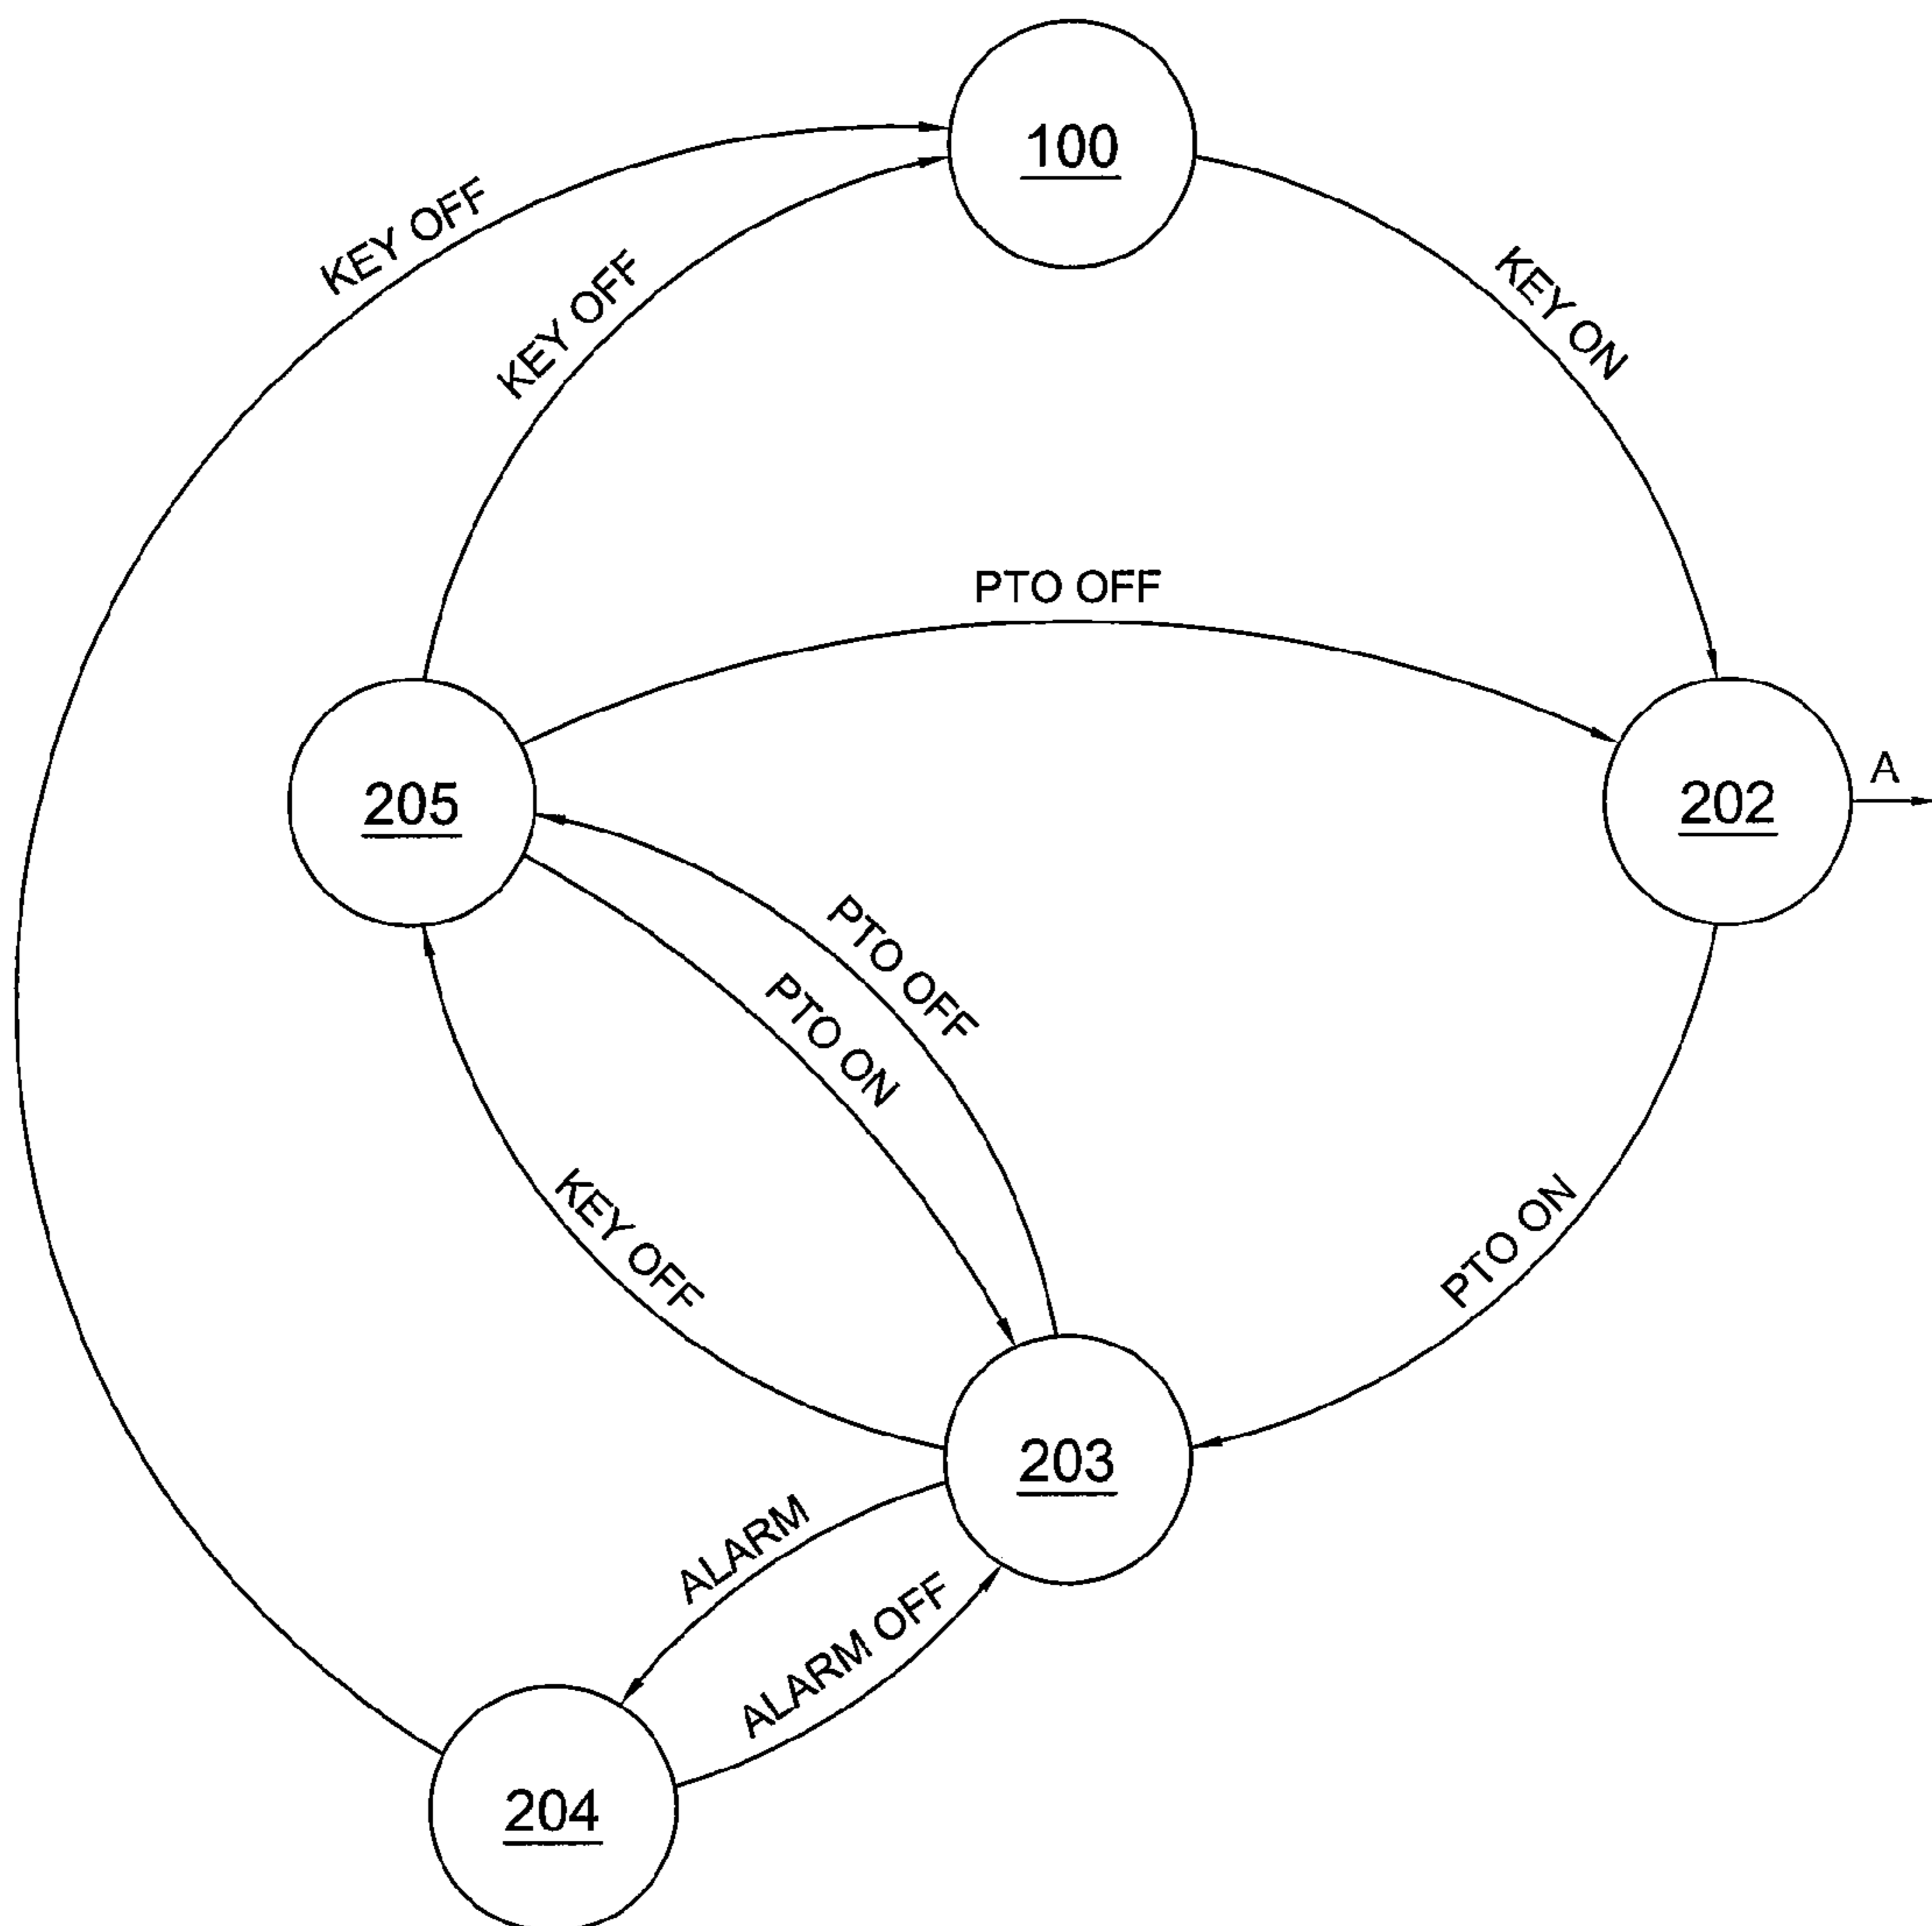 100
KEY OFF
KEY OFF
KEY ON
PTO OFF
205
202
A
PTO OFF
PTO ON
KEY OFF
PTO ON
203
ALARM
ALARM OFF
204